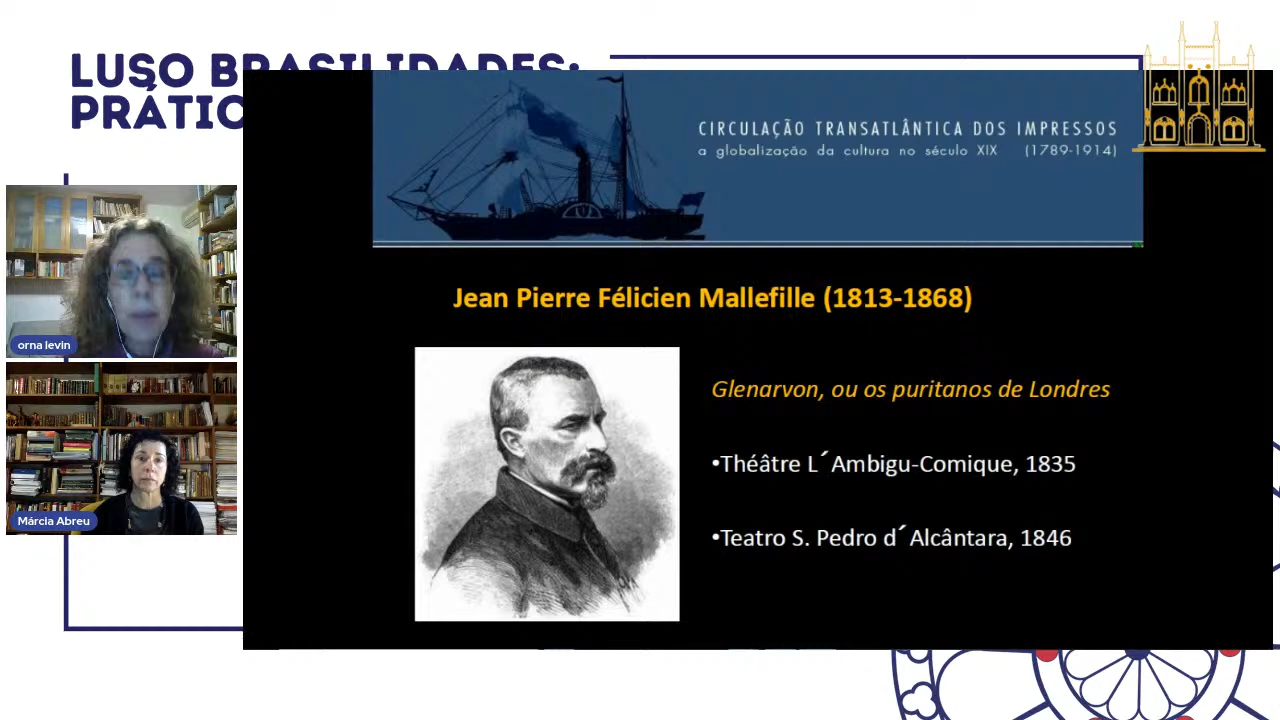 LUSO BRASILIDADES:
PRÁTIC
CIRCULAÇÃO TRANSATLÂNTICA DOS IMPRESSOS
a globalização da cultura no século XIX (1789-1914)
Jean Pierre Félicien Mallefille (1813-1868)
Glenarvon, ou os puritanos de Londres
•Théâtre L´Ambigu-Comique, 1835
•Teatro S. Pedro d´Alcântara, 1846
orna levin
Márcia Abreu